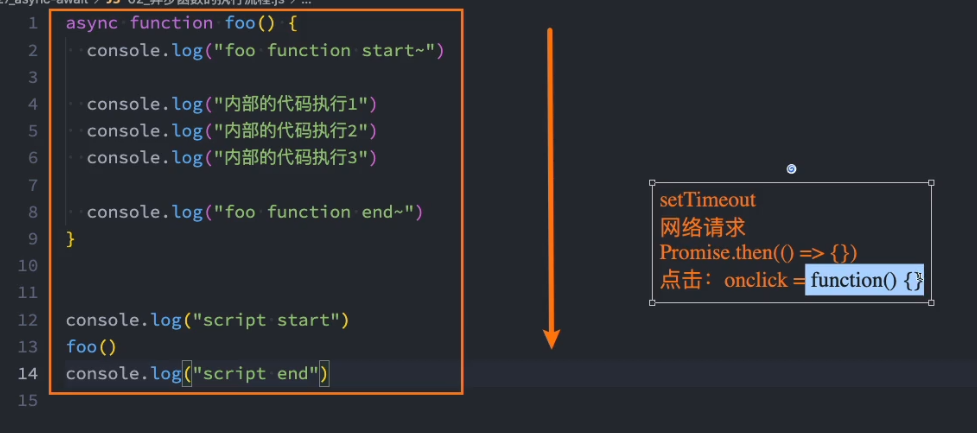 27_async-await > JS 02_异步函数的执行流程.js > ...
1 async function foo() {
2 console.log("foo function start~")
3
4 console.log("内部的代码执行1")
5 console.log("内部的代码执行2")
6 console.log("内部的代码执行3")
7
8 console.log("foo function end~")
9 }
10
11
12 console.log("script start")
13 foo()
14 console.log("script end")
15
setTimeout
网络请求
Promise.then(() => {})
点击：onclick = function() {}